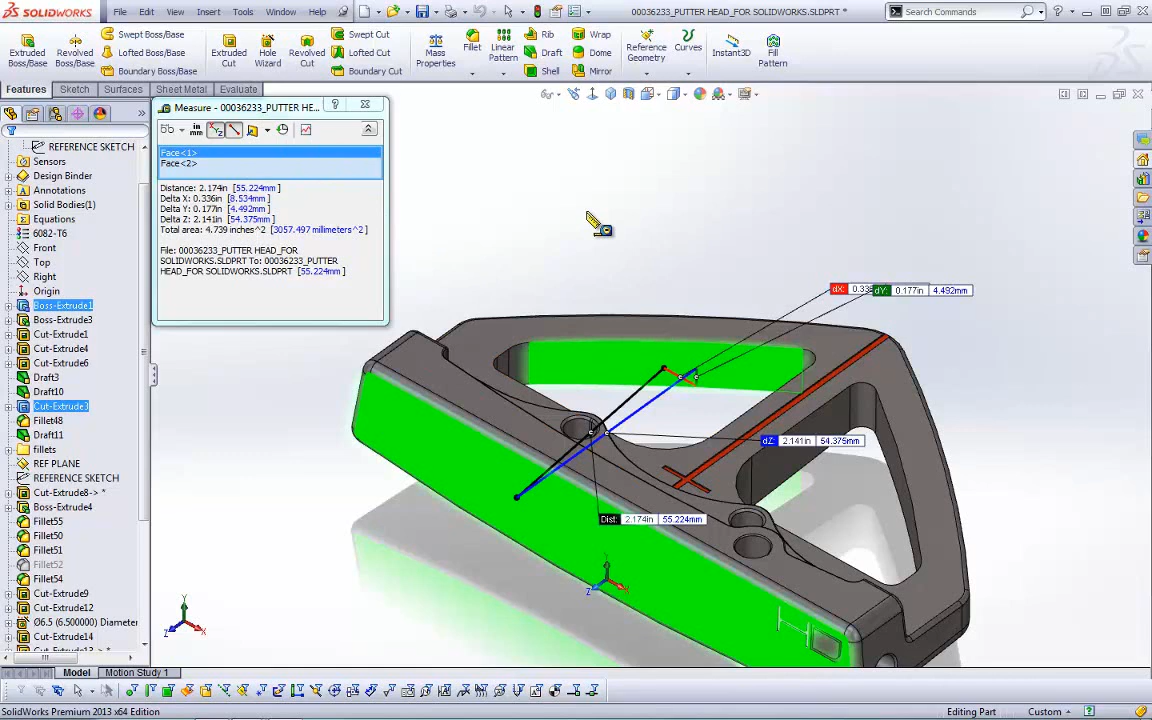 SOLIDWORKS
File Edit View Insert Tools Window Help
00036233_PUTTER HEAD_FOR SOLIDWORKS.SLDPRT *
Search Commands
Extruded Boss/Base
Revolved Boss/Base
Swept Boss/Base
Lofted Boss/Base
Boundary Boss/Base
Extruded Cut
Hole Wizard
Revolved Cut
Swept Cut
Lofted Cut
Boundary Cut
Mass Properties
Fillet
Linear Pattern
Rib
Draft
Shell
Wrap
Dome
Mirror
Reference Geometry
Curves
Instant3D
Fill Pattern
Features Sketch Surfaces Sheet Metal Evaluate
Measure - 00036233_PUTTER HE...
in
mm
Face<1>
Face<2>
Distance: 2.174in [55.224mm ]
Delta X: 0.336in [8.534mm ]
Delta Y: 0.177in [4.492mm ]
Delta Z: 2.141in [54.375mm ]
Total area: 4.739 inches^2 [3057.497 millimeters^2 ]
File: 00036233_PUTTER HEAD_FOR
SOLIDWORKS.SLDPRT To: 00036233_PUTTER
HEAD_FOR SOLIDWORKS.SLDPRT [55.224mm ]
REFERENCE SKETCH
Sensors
Design Binder
Annotations
Solid Bodies(1)
Equations
6082-T6
Front
Top
Right
Origin
Boss-Extrude1
Boss-Extrude3
Cut-Extrude1
Cut-Extrude4
Cut-Extrude6
Draft3
Draft10
Cut-Extrude3
Fillet48
Draft11
fillets
REF PLANE
REFERENCE SKETCH
Cut-Extrude8-> *
Boss-Extrude4
Fillet55
Fillet50
Fillet51
Fillet52
Fillet54
Cut-Extrude9
Cut-Extrude12
Ø6.5 (6.500000) Diameter
Cut-Extrude14
dX: 0.33
dY: 0.177in 4.492mm
dZ: 2.141in 54.375mm
Dist: 2.174in 55.224mm
Y
Z
X
Y
Z
X
Model Motion Study 1
SolidWorks Premium 2013 x64 Edition
Editing Part
Custom